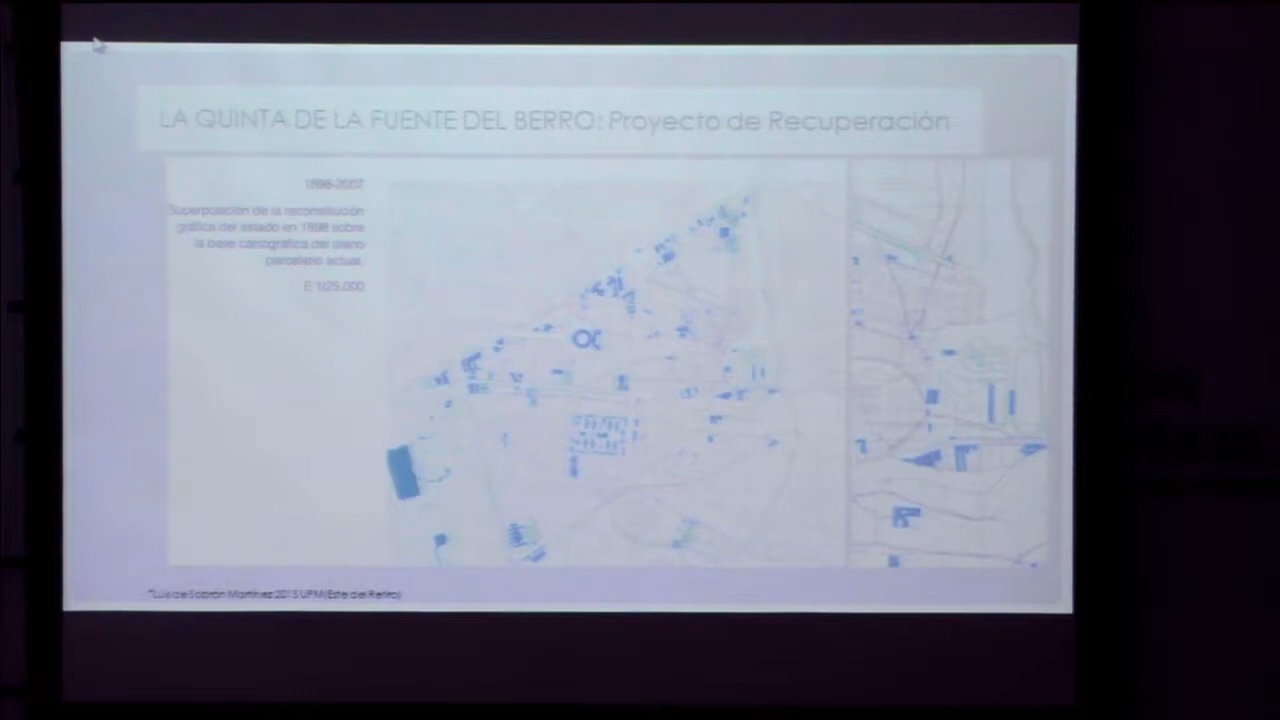 LA QUINTA DE LA FUENTE DEL BERRO: Proyecto de Recuperación
1898-2007
Superposición de la reconstitución
gráfica del estado en 1898 sobre
la base cartográfica del plano
parcelario actual.
E 1/25.000
*Luis de Sobrón Martínez 2015 UPM (Este del Retiro)